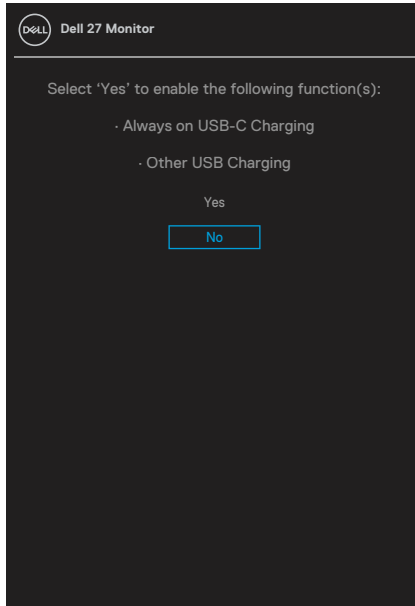 DELL
Dell 27 Monitor
Select ‘Yes’ to enable the following function(s):
· Always on USB-C Charging
· Other USB Charging
Yes
No